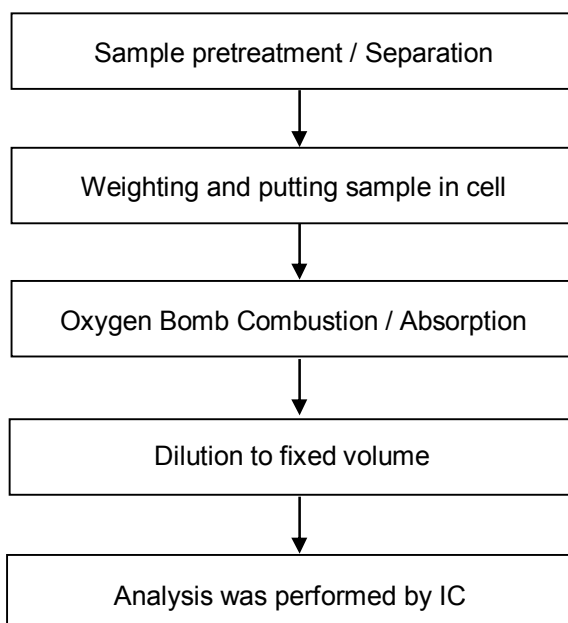 Sample pretreatment / Separation
Weighting and putting sample in cell
Oxygen Bomb Combustion / Absorption
Dilution to fixed volume
Analysis was performed by IC